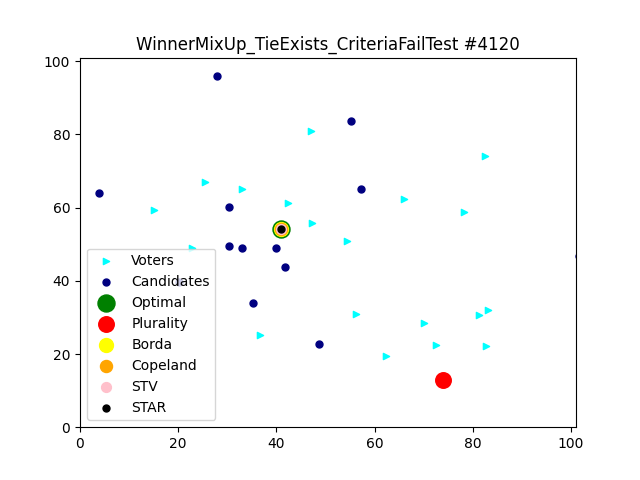 WinnerMixUp_TieExists_CriteriaFailTest #4120
100
80
60
40
20
0
Voters
Candidates
Optimal
Plurality
Borda
Copeland
STV
STAR
0 20 40 60 80 100